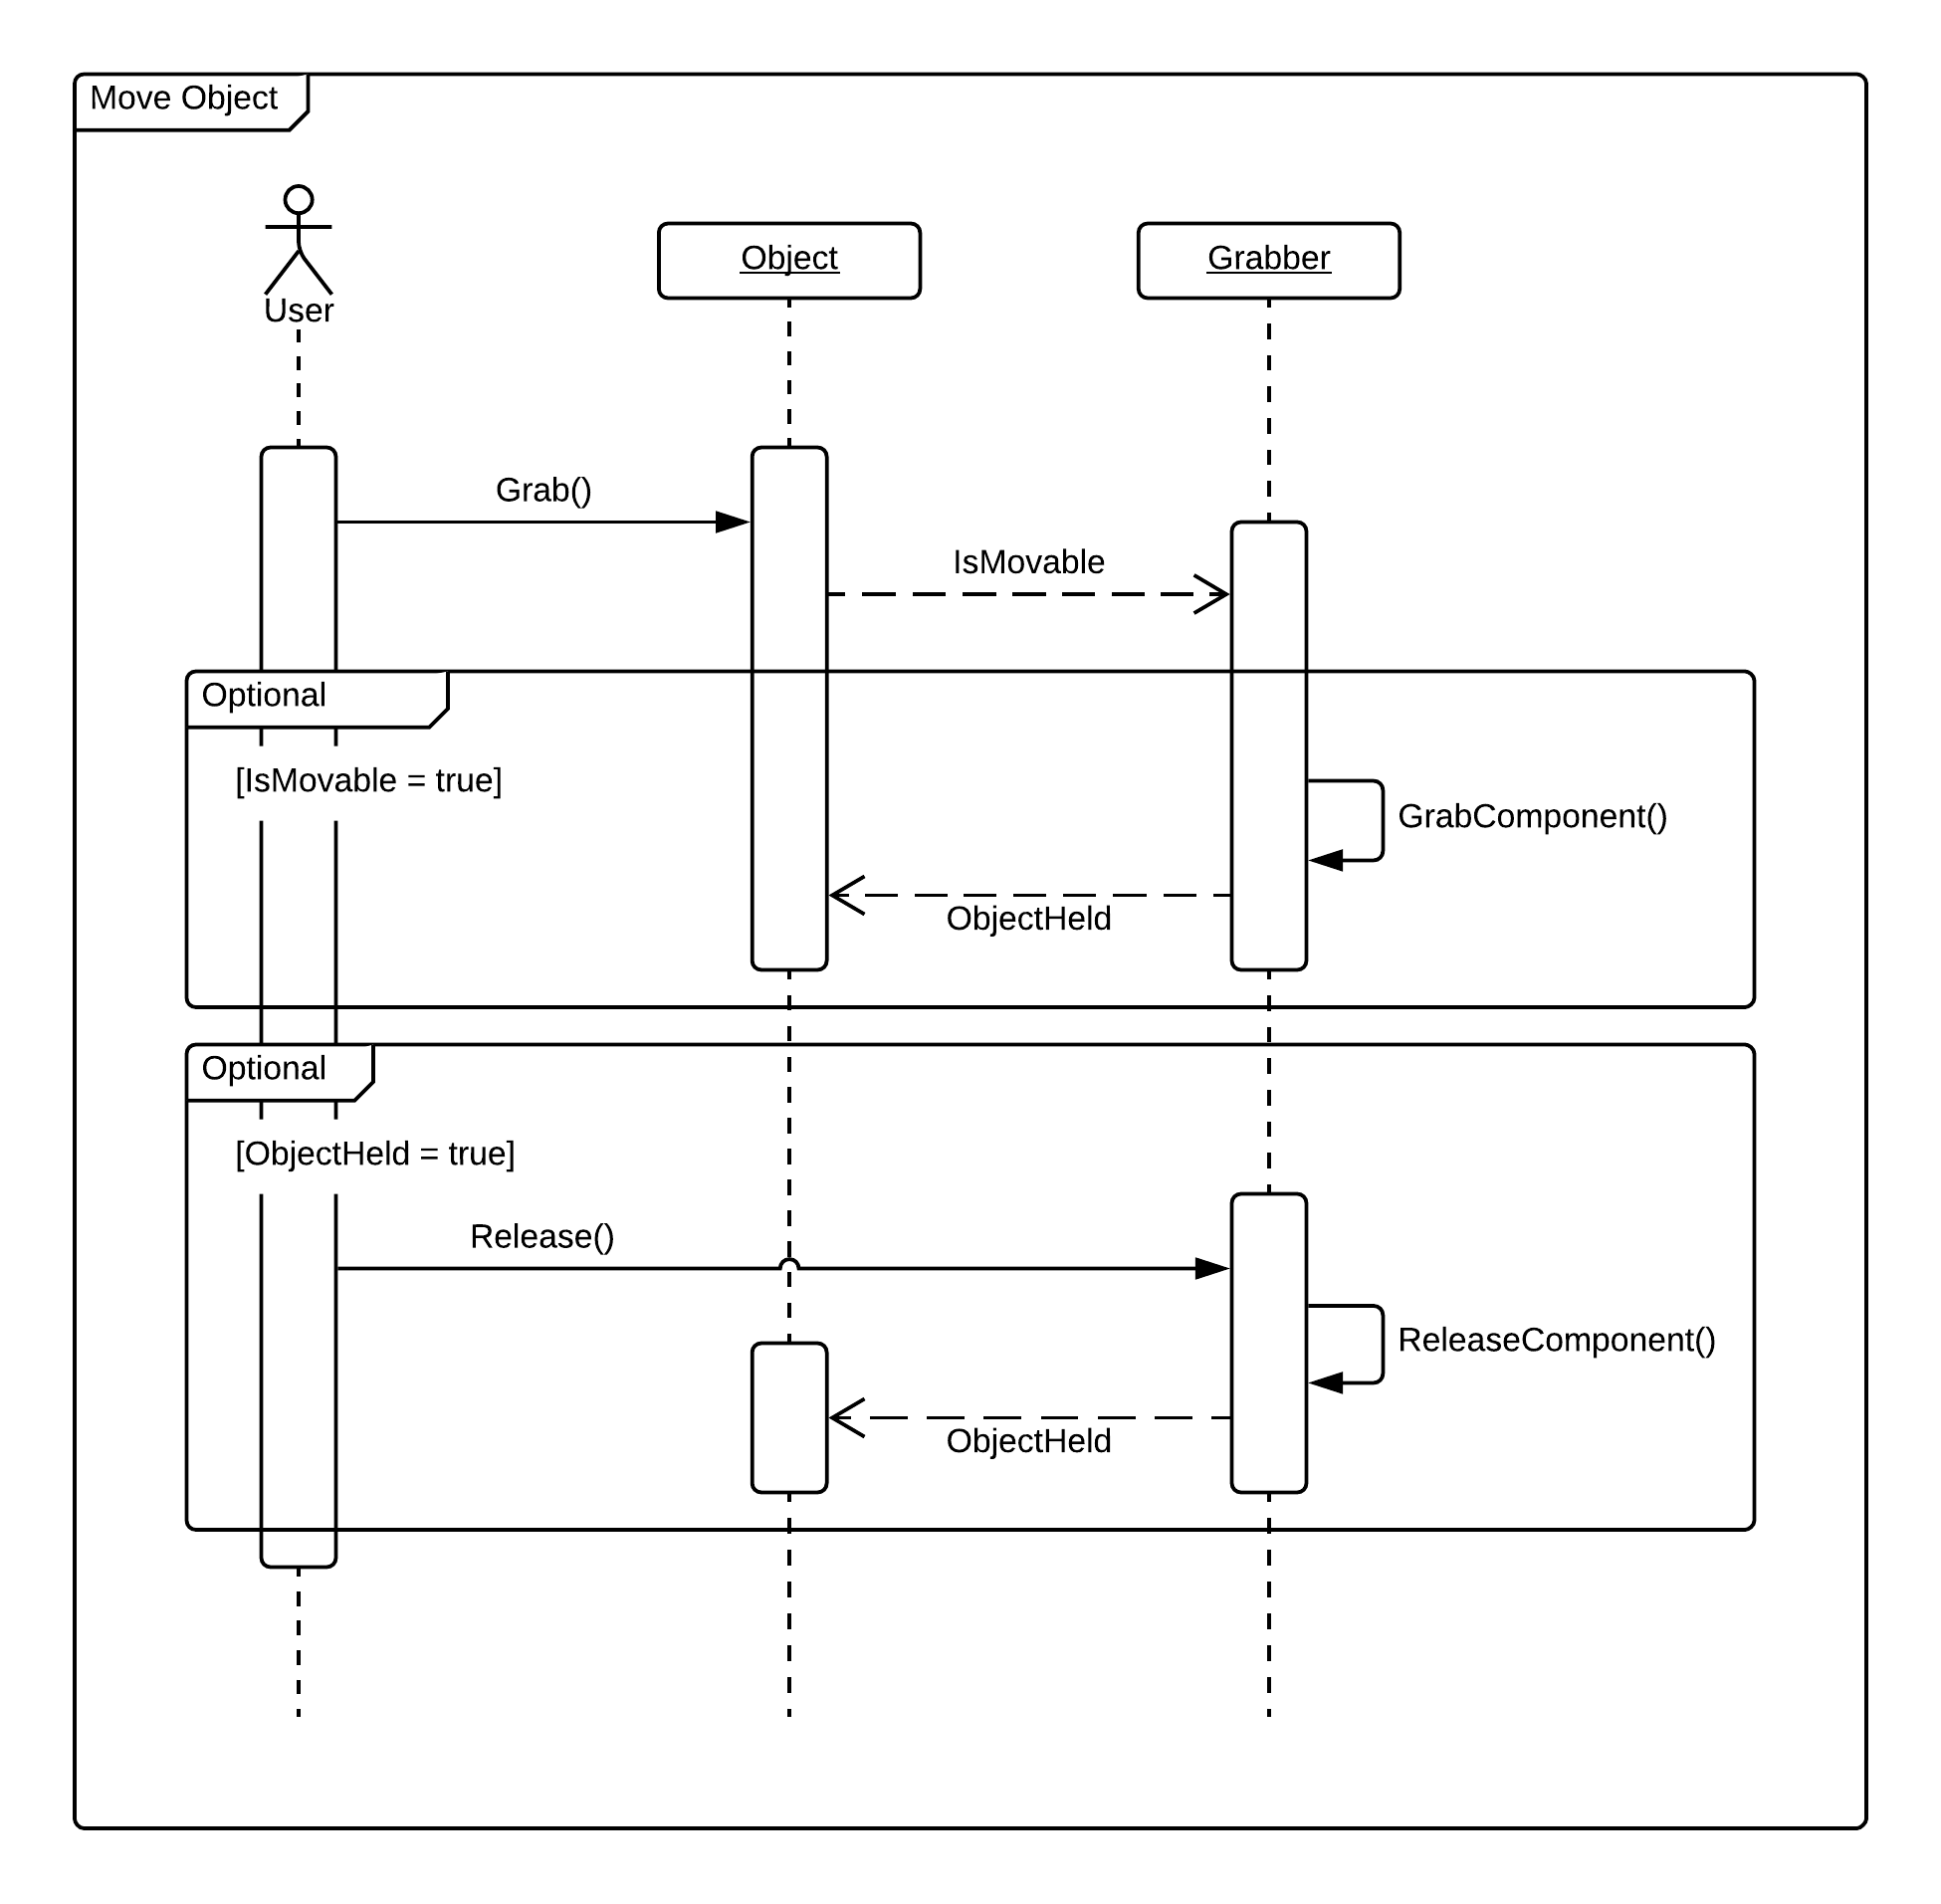 Move Object
User
Object
Grabber
Grab()
IsMovable
Optional
[IsMovable = true]
GrabComponent()
ObjectHeld
Optional
[ObjectHeld = true]
Release()
ReleaseComponent()
ObjectHeld